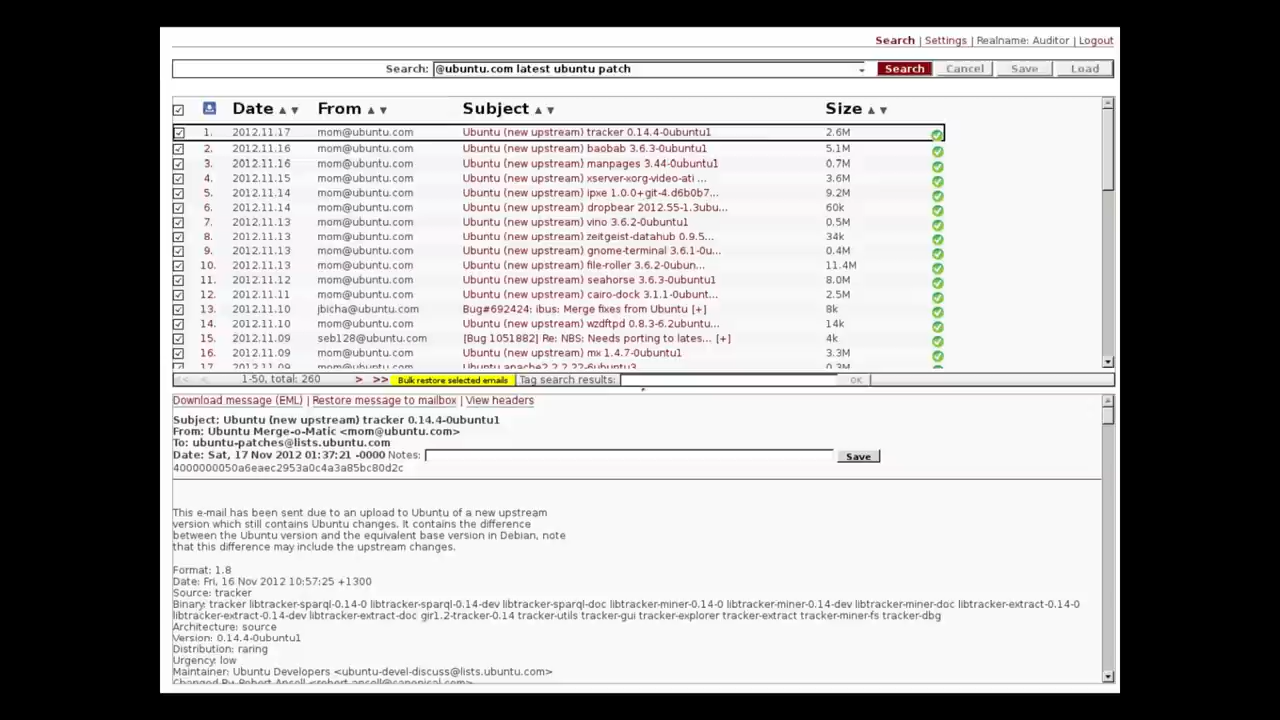 Search | Settings | Realname: Auditor | Logout
Search: @ubuntu.com latest ubuntu patch Search Cancel Save Load
Date From Subject Size
1. 2012.11.17 mom@ubuntu.com Ubuntu (new upstream) tracker 0.14.4-0ubuntu1 2.6M
2. 2012.11.16 mom@ubuntu.com Ubuntu (new upstream) baobab 3.6.3-0ubuntu1 5.1M
3. 2012.11.16 mom@ubuntu.com Ubuntu (new upstream) manpages 3.44-0ubuntu1 0.7M
4. 2012.11.15 mom@ubuntu.com Ubuntu (new upstream) xserver-xorg-video-ati ... 3.6M
5. 2012.11.14 mom@ubuntu.com Ubuntu (new upstream) ipxe 1.0.0+git-4.d6b0b7... 9.2M
6. 2012.11.14 mom@ubuntu.com Ubuntu (new upstream) dropbear 2012.55-1.3ubu... 60k
7. 2012.11.13 mom@ubuntu.com Ubuntu (new upstream) vino 3.6.2-0ubuntu1 0.5M
8. 2012.11.13 mom@ubuntu.com Ubuntu (new upstream) zeitgeist-datahub 0.9.5... 34k
9. 2012.11.13 mom@ubuntu.com Ubuntu (new upstream) gnome-terminal 3.6.1-0u... 0.4M
10. 2012.11.13 mom@ubuntu.com Ubuntu (new upstream) file-roller 3.6.2-0ubun... 11.4M
11. 2012.11.12 mom@ubuntu.com Ubuntu (new upstream) seahorse 3.6.3-0ubuntu1 8.0M
12. 2012.11.11 mom@ubuntu.com Ubuntu (new upstream) cairo-dock 3.1.1-0ubunt... 2.5M
13. 2012.11.10 jbicha@ubuntu.com Bug#692424: ibus: Merge fixes from Ubuntu [+] 8k
14. 2012.11.10 mom@ubuntu.com Ubuntu (new upstream) wzdftpd 0.8.3-6.2ubuntu... 14k
15. 2012.11.09 seb128@ubuntu.com [Bug 1051882] Re: NBS: Needs porting to lates... [+] 4k
16. 2012.11.09 mom@ubuntu.com Ubuntu (new upstream) mx 1.4.7-0ubuntu1 3.3M
17. 2012.11.09 mom@ubuntu.com Ubuntu apache2 2.2.22-6ubuntu3 0.3M
<< < 1-50, total: 260 > >> Bulk restore selected emails Tag search results: OK
Download message (EML) | Restore message to mailbox | View headers
Subject: Ubuntu (new upstream) tracker 0.14.4-0ubuntu1
From: Ubuntu Merge-o-Matic <mom@ubuntu.com>
To: ubuntu-patches@lists.ubuntu.com
Date: Sat, 17 Nov 2012 01:37:21 -0000 Notes: Save
4000000050a6eaec2953a0c4a3a85bc80d2c
This e-mail has been sent due to an upload to Ubuntu of a new upstream
version which still contains Ubuntu changes. It contains the difference
between the Ubuntu version and the equivalent base version in Debian, note
that this difference may include the upstream changes.
Format: 1.8
Date: Fri, 16 Nov 2012 10:57:25 +1300
Source: tracker
Binary: tracker libtracker-sparql-0.14-0 libtracker-sparql-0.14-dev libtracker-sparql-doc libtracker-miner-0.14-0 libtracker-miner-0.14-dev libtracker-miner-doc libtracker-extract-0.14-0
libtracker-extract-0.14-dev libtracker-extract-doc gir1.2-tracker-0.14 tracker-utils tracker-gui tracker-explorer tracker-extract tracker-miner-fs tracker-dbg
Architecture: source
Version: 0.14.4-0ubuntu1
Distribution: raring
Urgency: low
Maintainer: Ubuntu Developers <ubuntu-devel-discuss@lists.ubuntu.com>
Changed-By: Robert Ancell <robert.ancell@canonical.com>